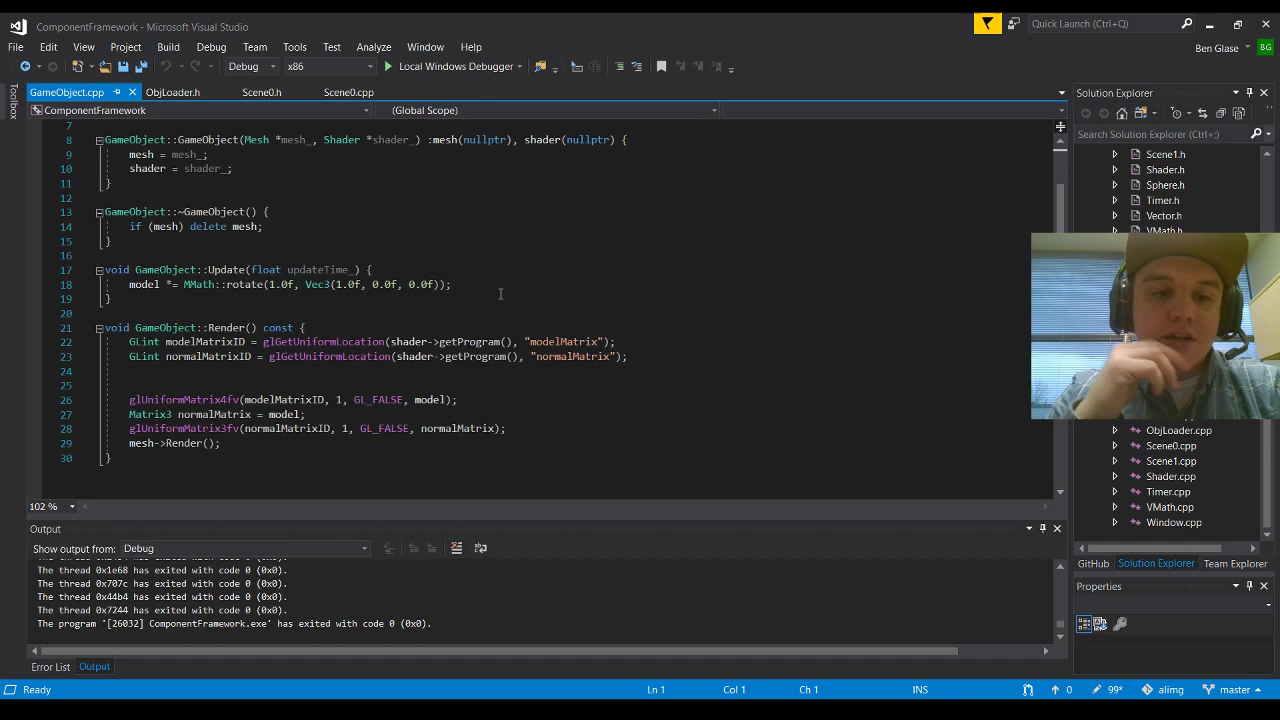 ComponentFramework - Microsoft Visual Studio
Quick Launch (Ctrl+Q)
File Edit View Project Build Debug Team Tools Test Analyze Window Help
Ben Glase BG
Debug x86 Local Windows Debugger
Toolbox
GameObject.cpp ObjLoader.h Scene0.h Scene0.cpp
ComponentFramework (Global Scope)
7
8 GameObject::GameObject(Mesh *mesh_, Shader *shader_) :mesh(nullptr), shader(nullptr) {
9 mesh = mesh_;
10 shader = shader_;
11 }
12
13 GameObject::~GameObject() {
14 if (mesh) delete mesh;
15 }
16
17 void GameObject::Update(float updateTime_) {
18 model *= MMath::rotate(1.0f, Vec3(1.0f, 0.0f, 0.0f));
19 }
20
21 void GameObject::Render() const {
22 GLint modelMatrixID = glGetUniformLocation(shader->getProgram(), "modelMatrix");
23 GLint normalMatrixID = glGetUniformLocation(shader->getProgram(), "normalMatrix");
24
25
26 glUniformMatrix4fv(modelMatrixID, 1, GL_FALSE, model);
27 Matrix3 normalMatrix = model;
28 glUniformMatrix3fv(normalMatrixID, 1, GL_FALSE, normalMatrix);
29 mesh->Render();
30 }
102 %
Output
Show output from: Debug
The thread 0x1e68 has exited with code 0 (0x0).
The thread 0x707c has exited with code 0 (0x0).
The thread 0x44b4 has exited with code 0 (0x0).
The thread 0x7244 has exited with code 0 (0x0).
The program '[26032] ComponentFramework.exe' has exited with code 0 (0x0).
Error List Output
Solution Explorer
Search Solution Explorer (Ctrl+;)
Scene1.h
Shader.h
Sphere.h
Timer.h
Vector.h
VMath.h
ObjLoader.cpp
Scene0.cpp
Scene1.cpp
Shader.cpp
Timer.cpp
VMath.cpp
Window.cpp
GitHub Solution Explorer Team Explorer
Properties
Ready Ln 1 Col 1 Ch 1 INS 0 99* alimg master